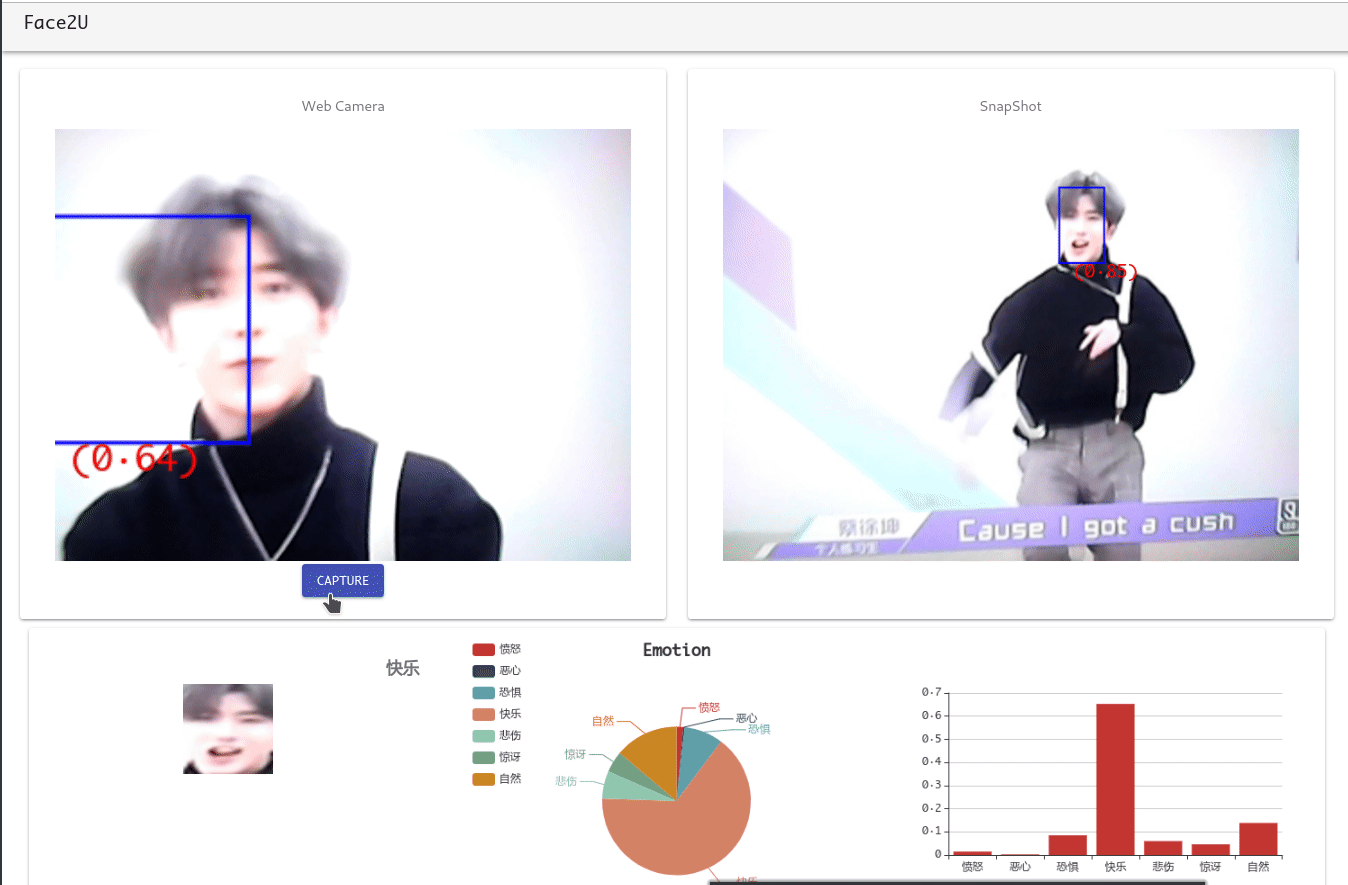 Face2U
Web Camera
SnapShot
(0.64)
(0.85)
蔡徐坤
个人练习生
Cause I got a cush
CAPTURE
快乐
愤怒
恶心
恐惧
快乐
悲伤
惊讶
自然
Emotion
愤怒
恶心
恐惧
自然
惊讶
悲伤
快乐
0.7
0.6
0.5
0.4
0.3
0.2
0.1
0
愤怒 恶心 恐惧 快乐 悲伤 惊讶 自然